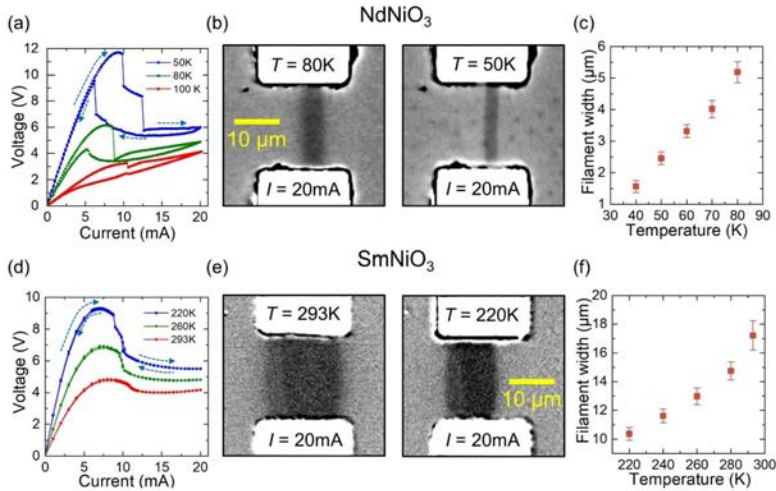 NdNiO3
(a)
12
10
8
6
4
2
0
0 5 10 15 20
Voltage (V)
Current (mA)
50K
80K
100 K
(b)
T = 80K
10 µm
I = 20mA
T = 50K
I = 20mA
(c)
6
5
4
3
2
1
30 40 50 60 70 80 90
Filament width (µm)
Temperature (K)
SmNiO3
(d)
10
8
6
4
2
0
0 5 10 15 20
Voltage (V)
Current (mA)
220K
260K
293K
(e)
T = 293K
I = 20mA
T = 220K
10 µm
I = 20mA
(f)
18
16
14
12
10
220 240 260 280 300
Filament width (µm)
Temperature (K)